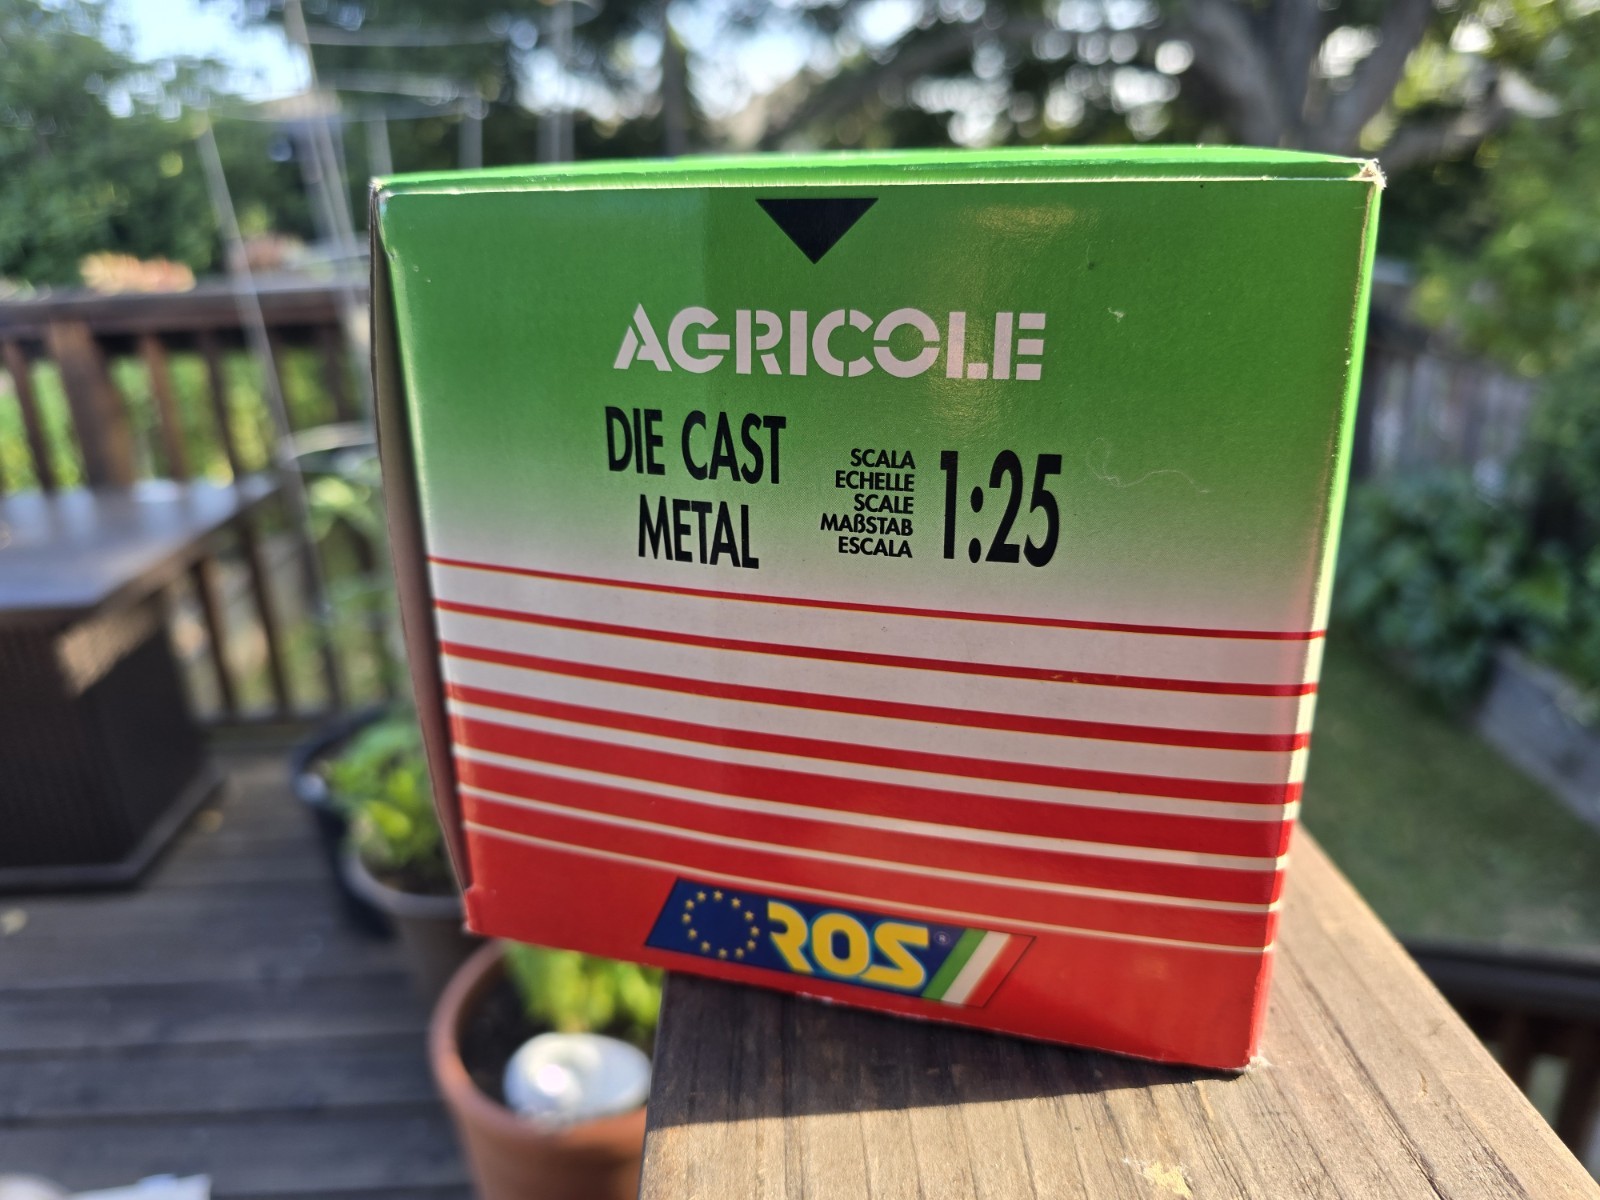 AGRICOLE
DIE CAST
METAL
SCALA
ECHELLE
SCALE
MAßSTAB
ESCALA
1:25
ROS ®